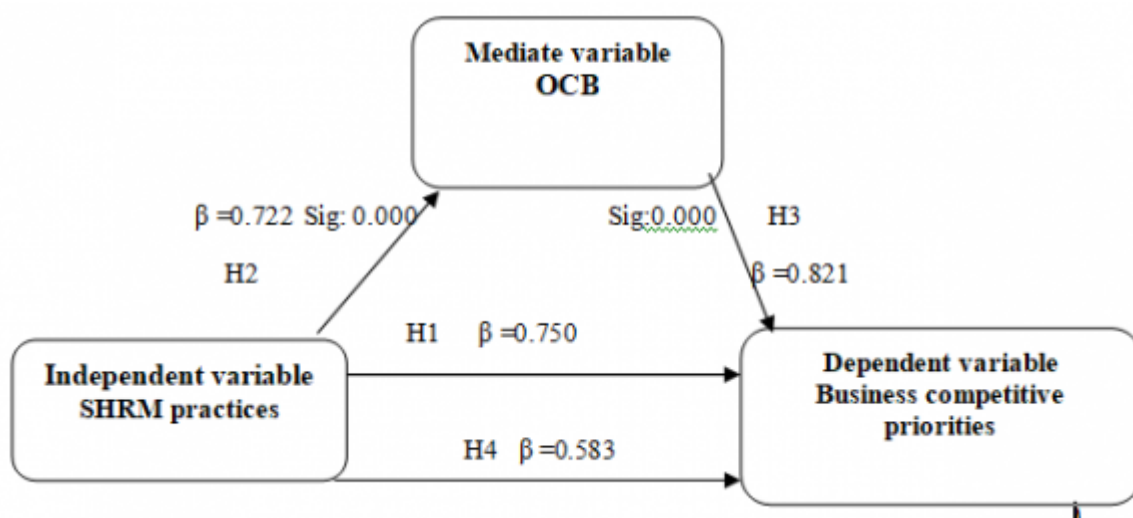 Mediate variable
OCB
β =0.722 Sig: 0.000
Sig:0.000 H3
H2
β =0.821
H1 β =0.750
Independent variable
SHRM practices
Dependent variable
Business competitive
priorities
H4 β =0.583